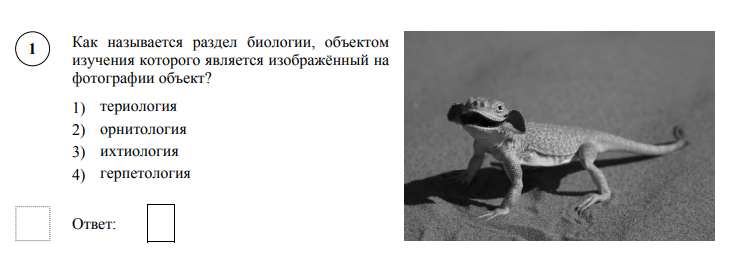 1
Как называется раздел биологии, объектом
изучения которого является изображённый на
фотографии объект?
1) териология
2) орнитология
3) ихтиология
4) герпетология
Ответ: